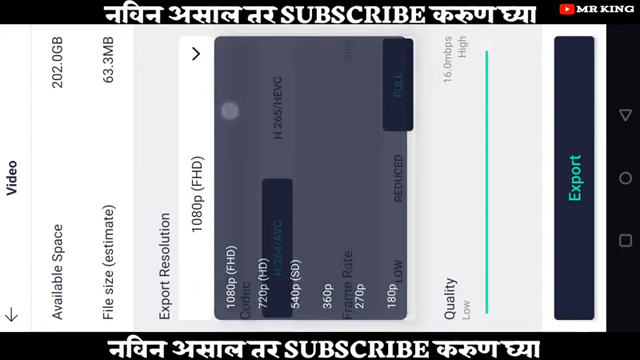 नविन असाल तर SUBSCRIBE करुण घ्या
MR KING
Video
Available Space
202.0GB
File size (estimate)
63.3MB
Export Resolution
1080p (FHD)
1080p (FHD)
720p (HD)
540p (SD)
360p
270p
180p
Codec
H.264/AVC
H.265/HEVC
Frame Rate
LOW
REDUCED
FULL
Quality
Low
16.0mbps
High
Export
नविन असाल तर SUBSCRIBE करुण घ्या